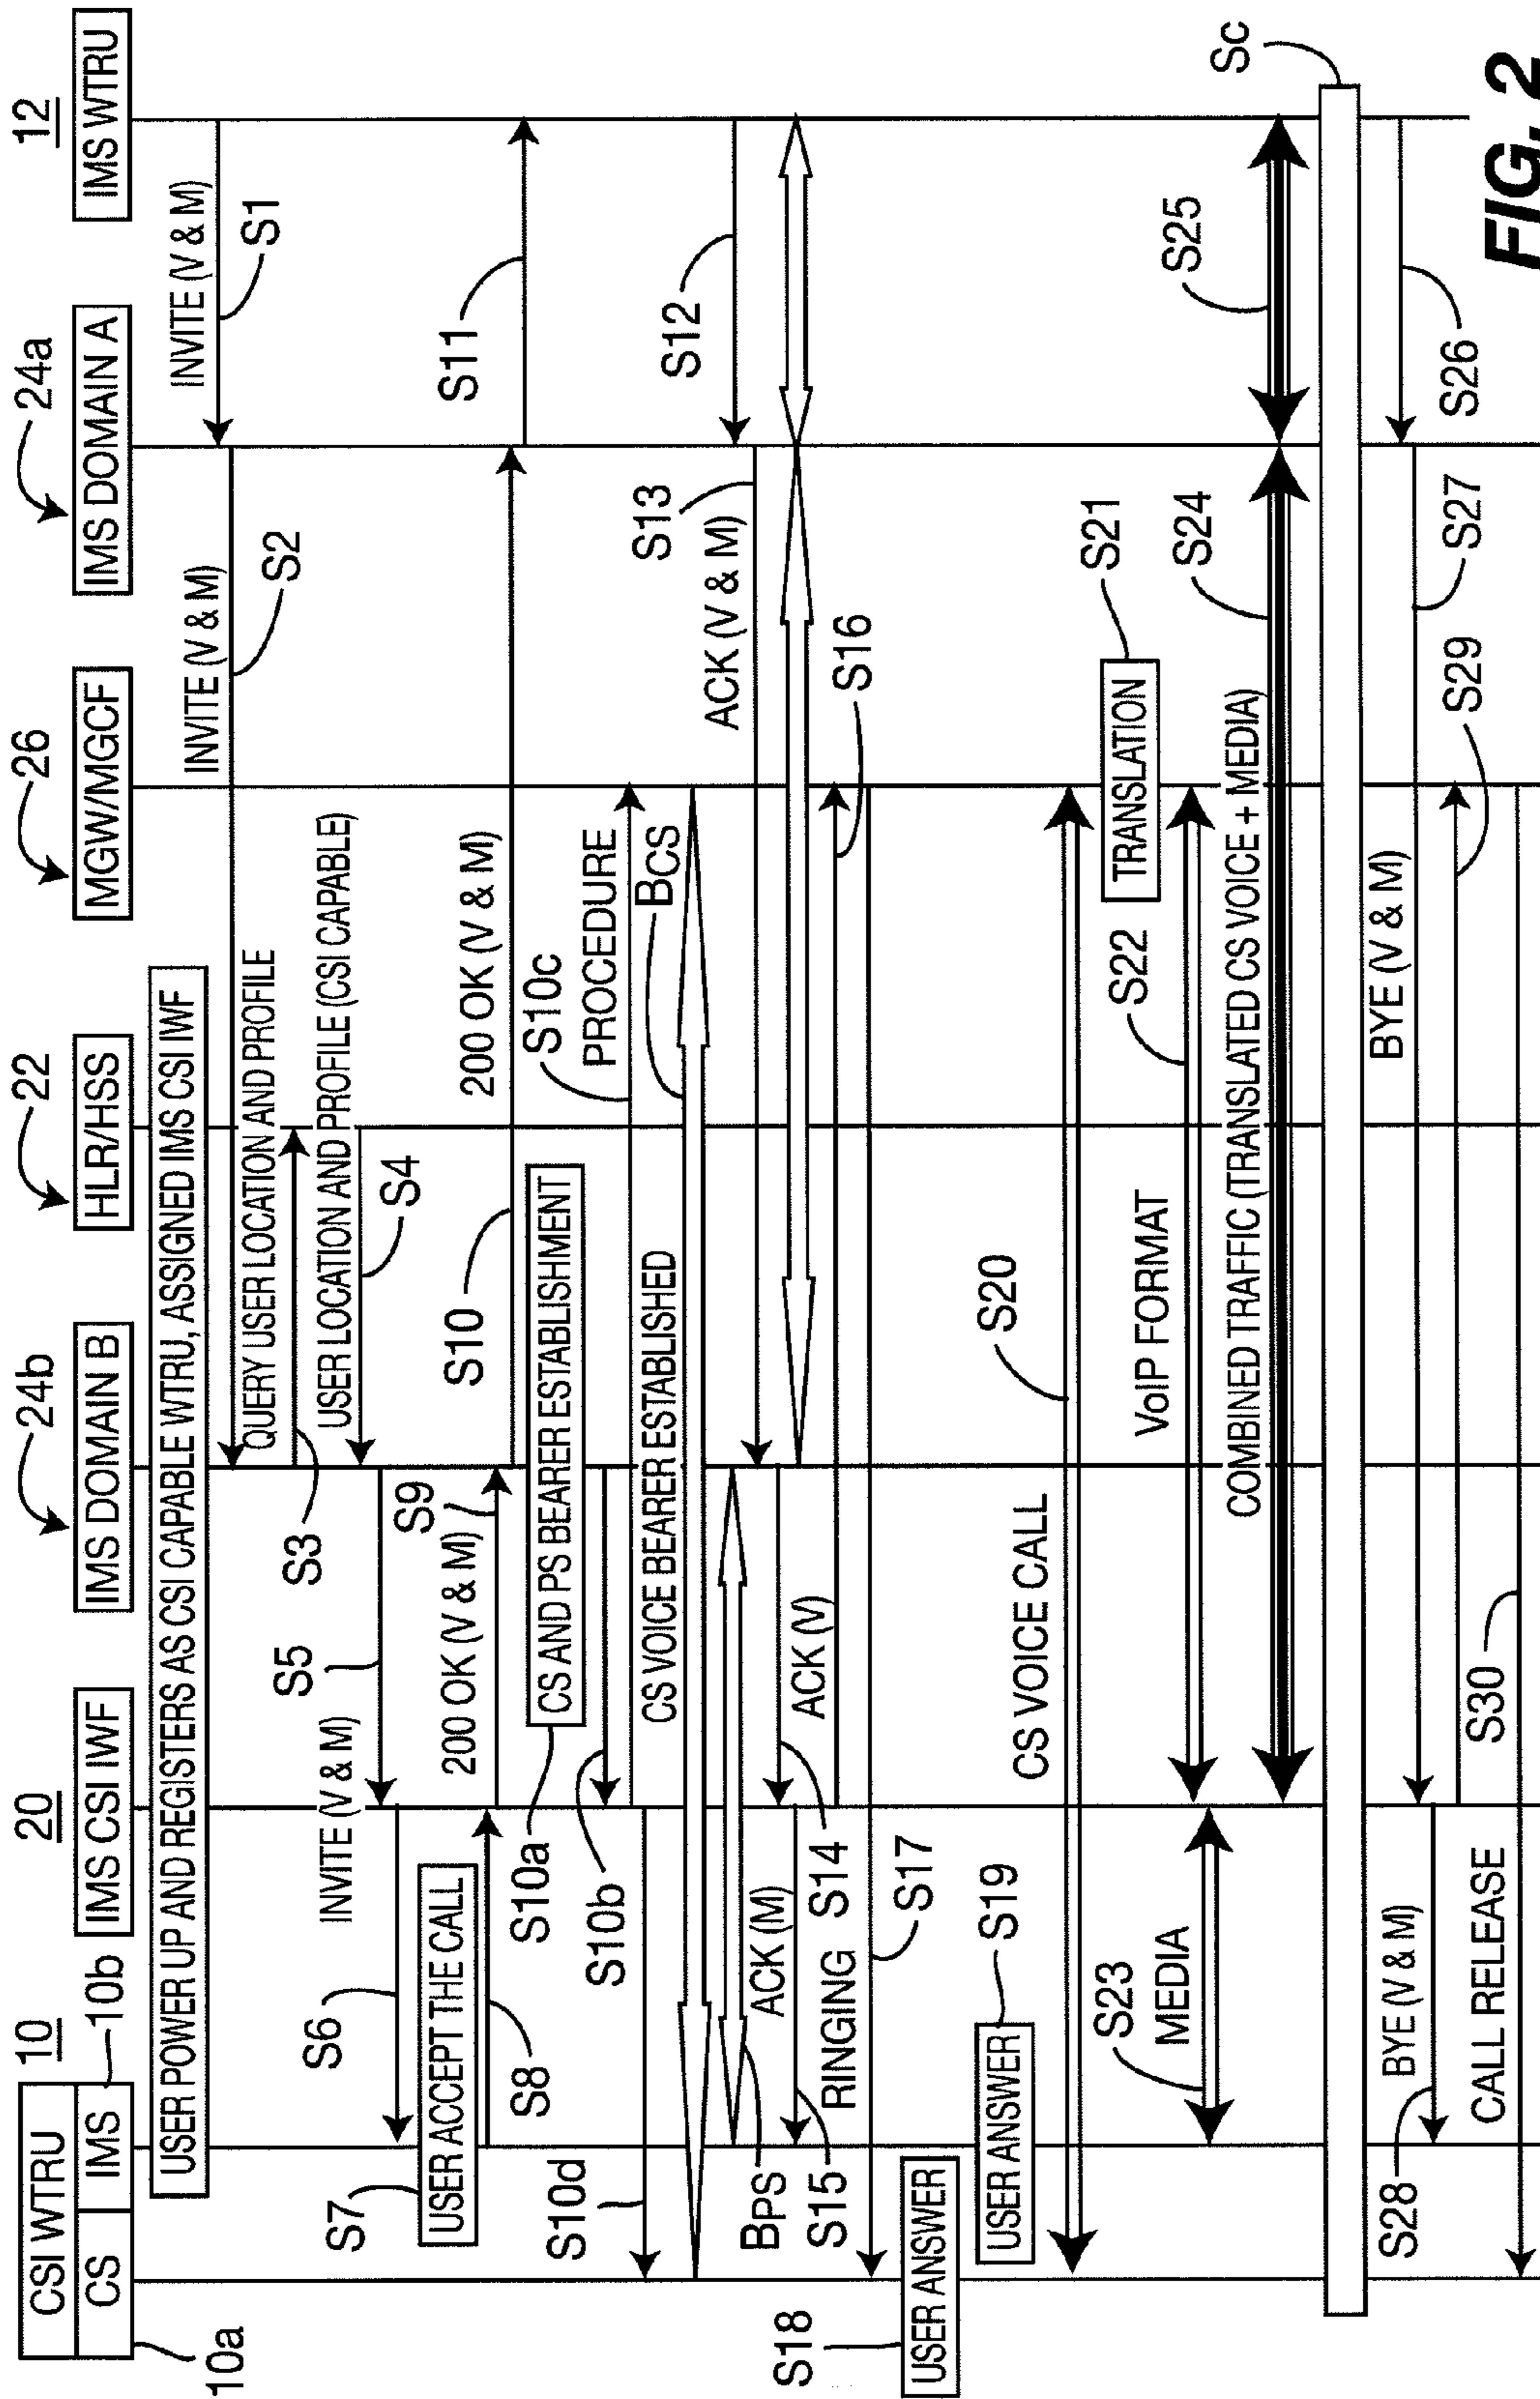 CSI WTRU
10
CS
IMS
10b
10a
IMS CSI IWF
20
IMS DOMAIN B
24b
HLR/HSS
22
MGW/MGCF
26
IMS DOMAIN A
24a
IMS WTRU
12
USER POWER UP AND REGISTERS AS CSI CAPABLE WTRU, ASSIGNED IMS CSI IWF
INVITE (V & M)
S1
INVITE (V & M)
S2
QUERY USER LOCATION AND PROFILE
S3
USER LOCATION AND PROFILE (CSI CAPABLE)
S4
S5
INVITE (V & M)
S6
S7
USER ACCEPT THE CALL
S8
200 OK (V & M)
S9
200 OK (V & M)
S10
S11
S10a
CS AND PS BEARER ESTABLISHMENT
S10b
S10c
PROCEDURE
S10d
CS VOICE BEARER ESTABLISHED
BCS
BPS
S12
S13
ACK (V & M)
ACK (V)
S14
ACK (M)
S15
S16
RINGING
S17
S18
USER ANSWER
S19
USER ANSWER
CS VOICE CALL
S20
S21
TRANSLATION
VoIP FORMAT
S22
S23
MEDIA
COMBINED TRAFFIC (TRANSLATED CS VOICE + MEDIA)
S24
S25
Sc
S26
BYE (V & M)
S27
BYE (V & M)
S28
S29
CALL RELEASE
S30
FIG. 2